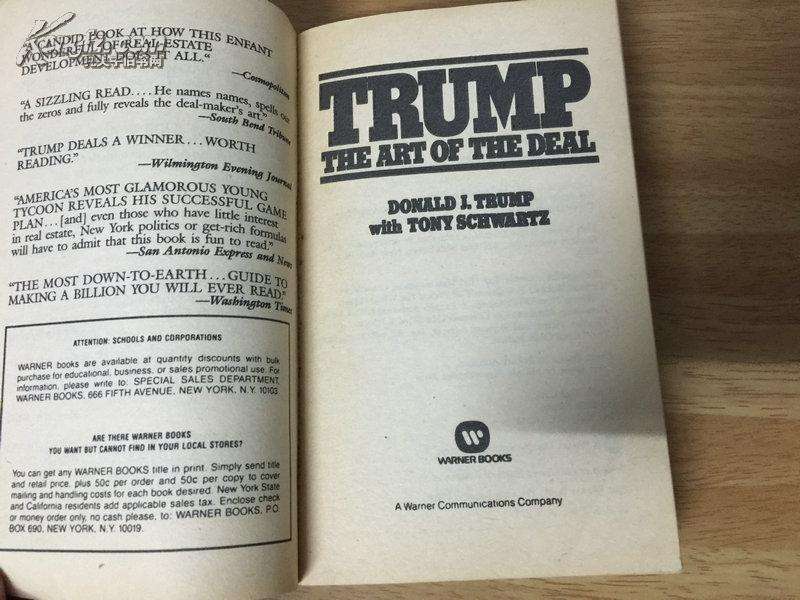 "A CANDID LOOK AT HOW THIS ENFANT
OF REAL ESTATE
DEVELOPMENT ALL."
—Cosmopolitan
"A SIZZLING READ.... He names names, spells out
the zeros and fully reveals the deal-maker's art."
—South Bend Tribune
"TRUMP DEALS A WINNER... WORTH
READING."
—Wilmington Evening Journal
"AMERICA'S MOST GLAMOROUS YOUNG
TYCOON REVEALS HIS SUCCESSFUL GAME
PLAN...[and] even those who have little interest
in real estate, New York politics or get-rich formulas
will have to admit that this book is fun to read."
—San Antonio Express and News
"THE MOST DOWN-TO-EARTH...GUIDE TO
MAKING A BILLION YOU WILL EVER READ."
—Washington Times
ATTENTION: SCHOOLS AND CORPORATIONS
WARNER books are available at quantity discounts with bulk
purchase for educational, business, or sales promotional use. For
information, please write to: SPECIAL SALES DEPARTMENT,
WARNER BOOKS, 666 FIFTH AVENUE, NEW YORK, N.Y. 10103.
ARE THERE WARNER BOOKS
YOU WANT BUT CANNOT FIND IN YOUR LOCAL STORES?
You can get any WARNER BOOKS title in print. Simply send title
and retail price, plus 50c per order and 50c per copy to cover
mailing and handling costs for each book desired. New York State
and California residents add applicable sales tax. Enclose check
or money order only, no cash please, to: WARNER BOOKS, P.O.
BOX 690, NEW YORK, N.Y. 10019.
TRUMP
THE ART OF THE DEAL
DONALD J. TRUMP
with TONY SCHWARTZ
WARNER BOOKS
A Warner Communications Company